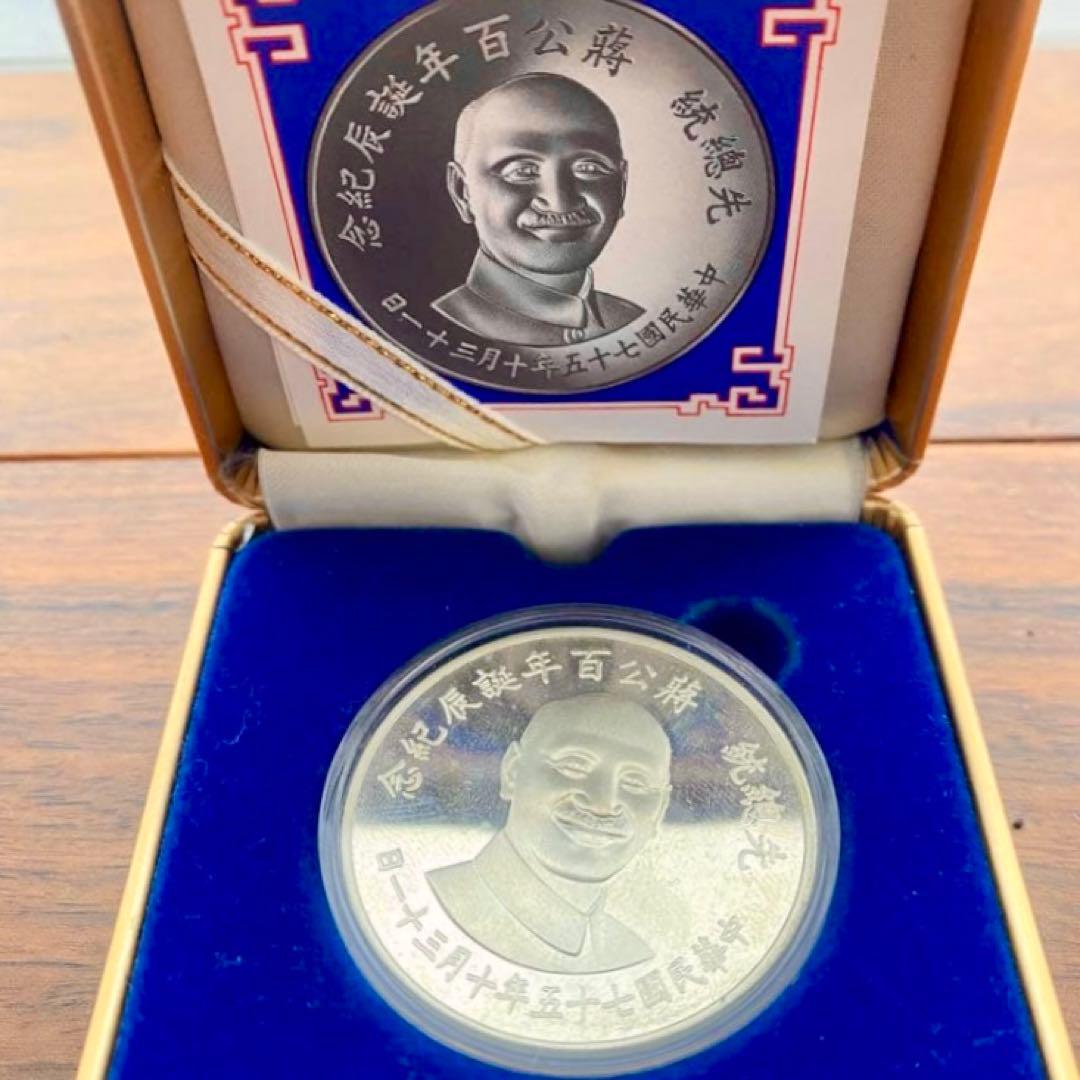 先總統 蔣公百年誕辰紀念
中華民國七十五年十月三十一日
先總統 蔣公百年誕辰紀念
中華民國七十五年十月三十一日